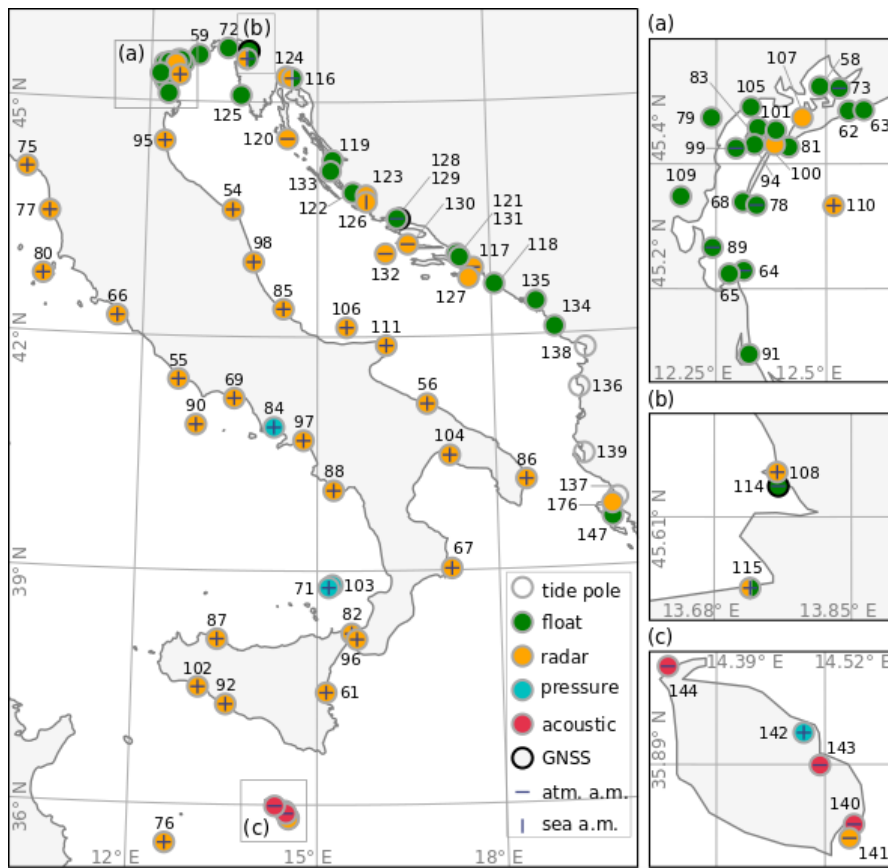 (a)
59
72
(b)
124
116
45° N
125
120
95
75
119
133
122
123
126
128
129
130
121
131
54
77
98
132
117
118
127
80
85
135
134
66
106
111
42° N
138
55
69
56
136
90
84
97
104
139
88
86
137
176
147
67
39° N
71
103
87
82
96
102
92
61
36° N
76
(c)
12° E
15° E
18° E
tide pole
float
radar
pressure
acoustic
GNSS
atm. a.m.
sea a.m.
(a)
107
58
83
73
105
101
79
62
63
45.4° N
99
81
94
100
109
68
78
110
89
45.2° N
64
65
91
12.25° E
12.5° E
(b)
108
114
45.61° N
115
13.68° E
13.85° E
(c)
14.39° E
14.52° E
144
142
143
35.89° N
140
141